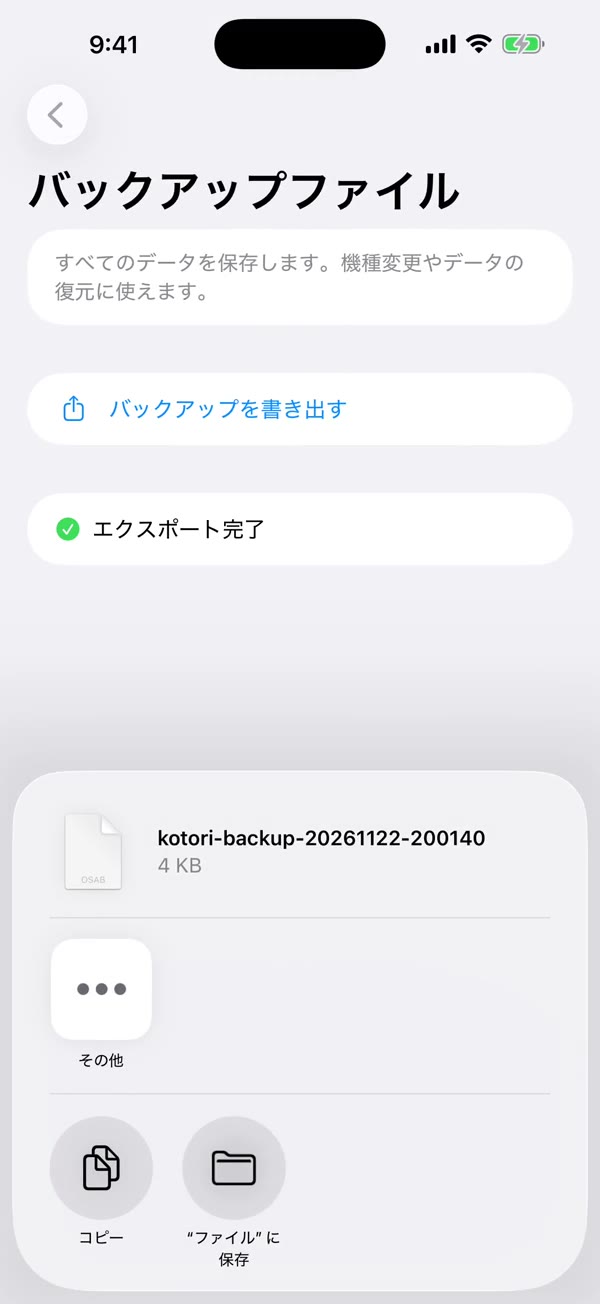 9:41
バックアップファイル
すべてのデータを保存します。機種変更やデータの
復元に使えます。
バックアップを書き出す
エクスポート完了
kotori-backup-20261122-200140
4 KB
OSAB
その他
コピー
“ファイル” に
保存